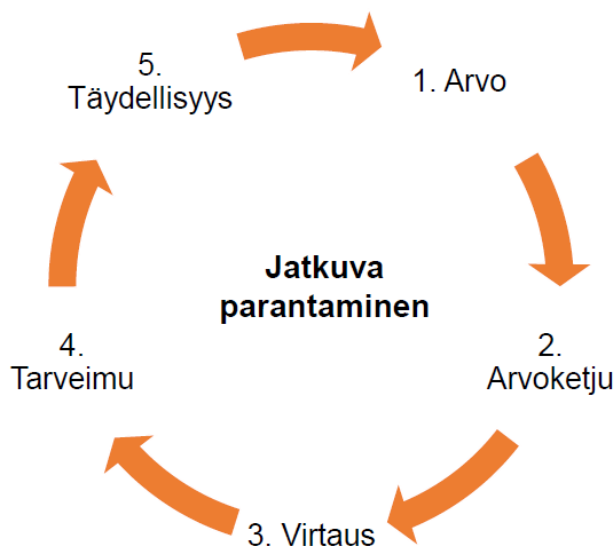 5.
Täydellisyys
1. Arvo
Jatkuva
parantaminen
4.
Tarveimu
2.
Arvoketju
3. Virtaus